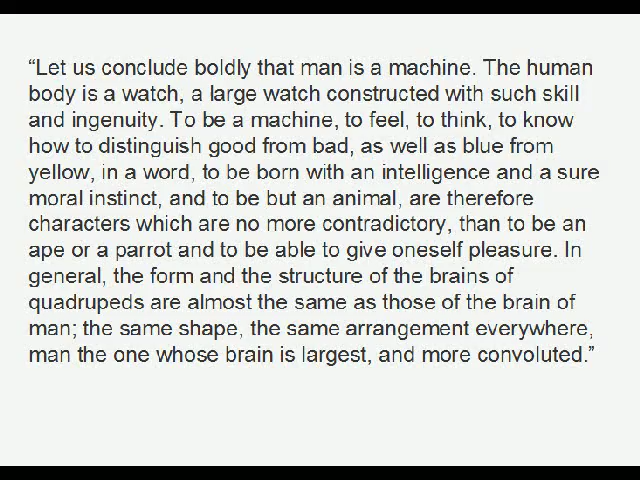 “Let us conclude boldly that man is a machine. The human
body is a watch, a large watch constructed with such skill
and ingenuity. To be a machine, to feel, to think, to know
how to distinguish good from bad, as well as blue from
yellow, in a word, to be born with an intelligence and a sure
moral instinct, and to be but an animal, are therefore
characters which are no more contradictory, than to be an
ape or a parrot and to be able to give oneself pleasure. In
general, the form and the structure of the brains of
quadrupeds are almost the same as those of the brain of
man; the same shape, the same arrangement everywhere,
man the one whose brain is largest, and more convoluted.”